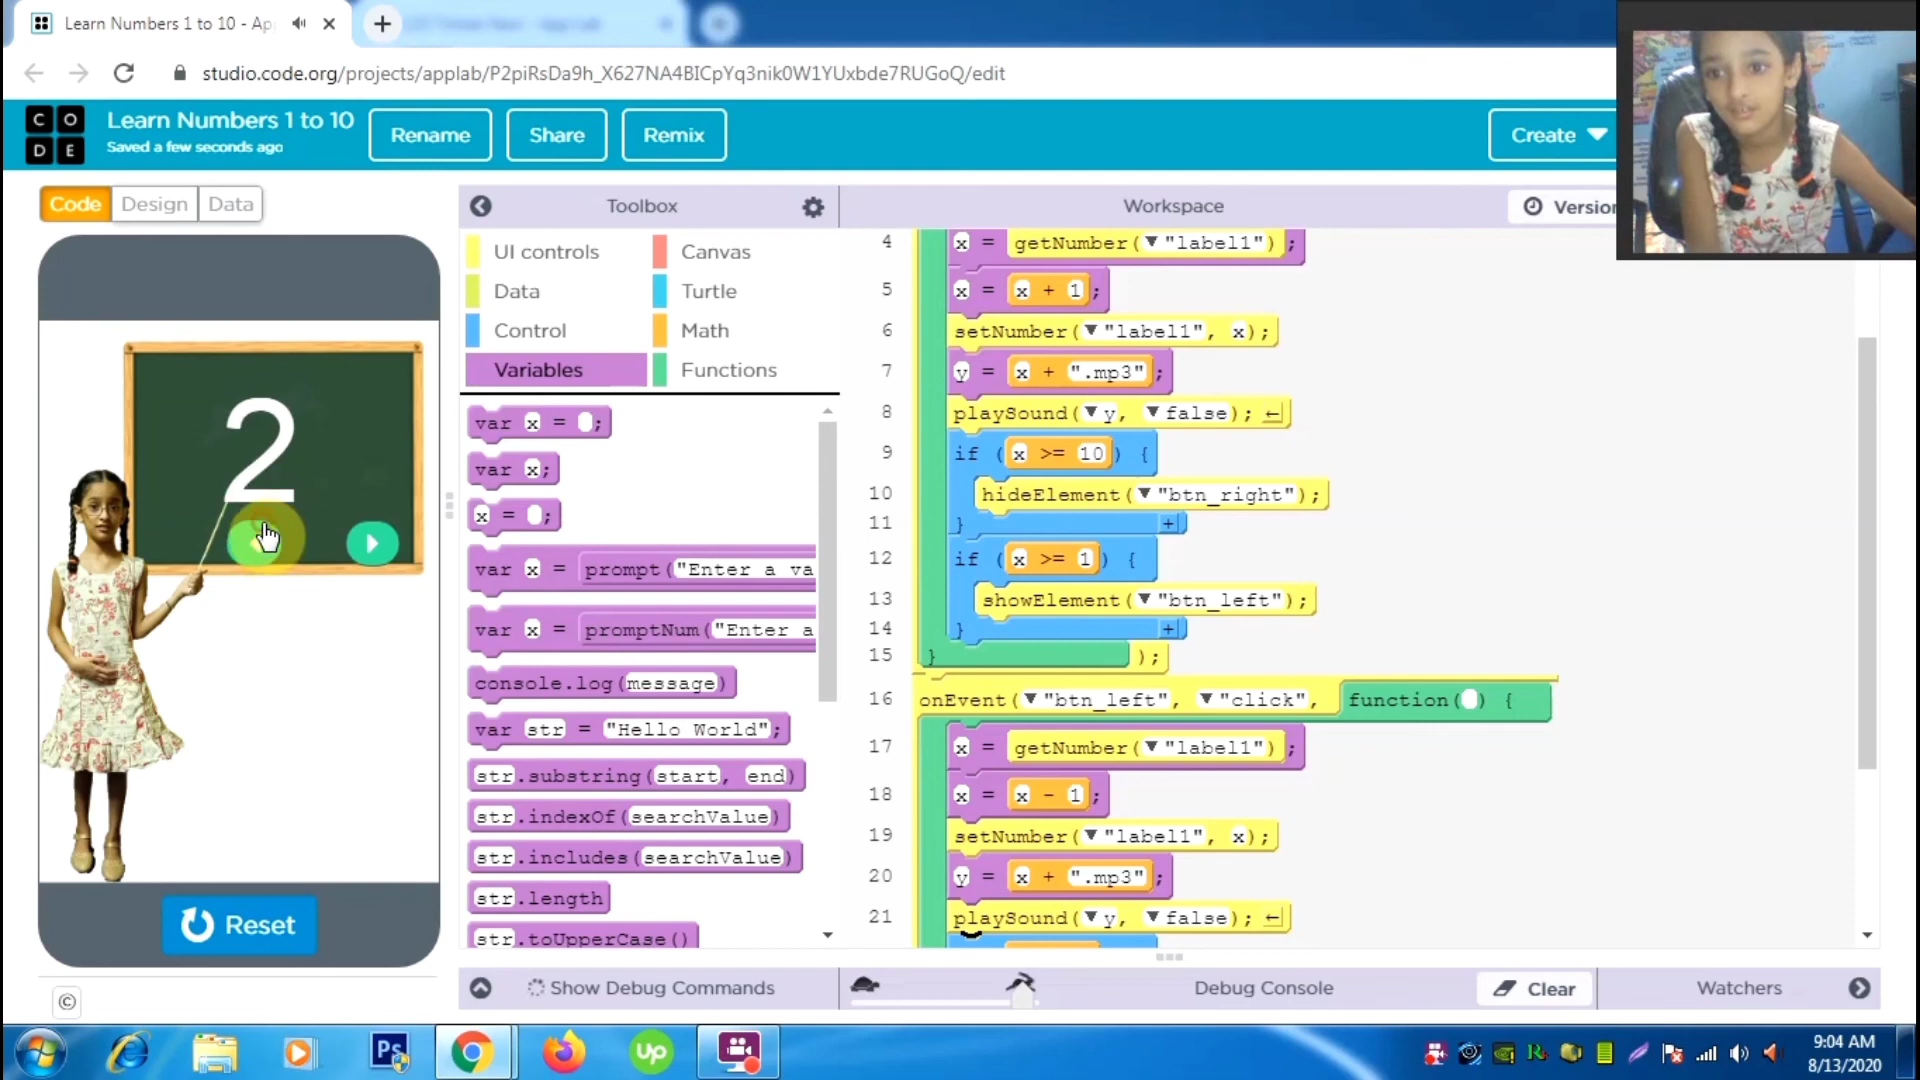 Learn Numbers 1 to 10 - Ap
studio.code.org/projects/applab/P2piRsDa9h_X627NA4BICpYq3nik0W1YUxbde7RUGoQ/edit
C O
D E
Learn Numbers 1 to 10
Saved a few seconds ago
Rename
Share
Remix
Create
Code
Design
Data
Toolbox
Workspace
Version
UI controls
Canvas
Data
Turtle
Control
Math
Variables
Functions
var x = ;
var x;
x = ;
var x = prompt("Enter a va
var x = promptNum("Enter a
console.log(message)
var str = "Hello World";
str.substring(start, end)
str.indexOf(searchValue)
str.includes(searchValue)
str.length
str.toUpperCase()
4 x = getNumber("label1");
5 x = x + 1;
6 setNumber("label1", x);
7 y = x + ".mp3";
8 playSound(y, false);
9 if (x >= 10) {
10 hideElement("btn_right");
11 }
12 if (x >= 1) {
13 showElement("btn_left");
14 }
15 } );
16 onEvent("btn_left", "click", function() {
17 x = getNumber("label1");
18 x = x - 1;
19 setNumber("label1", x);
20 y = x + ".mp3";
21 playSound(y, false);
2
Reset
©
Show Debug Commands
Debug Console
Clear
Watchers
Ps
Up
9:04 AM
8/13/2020